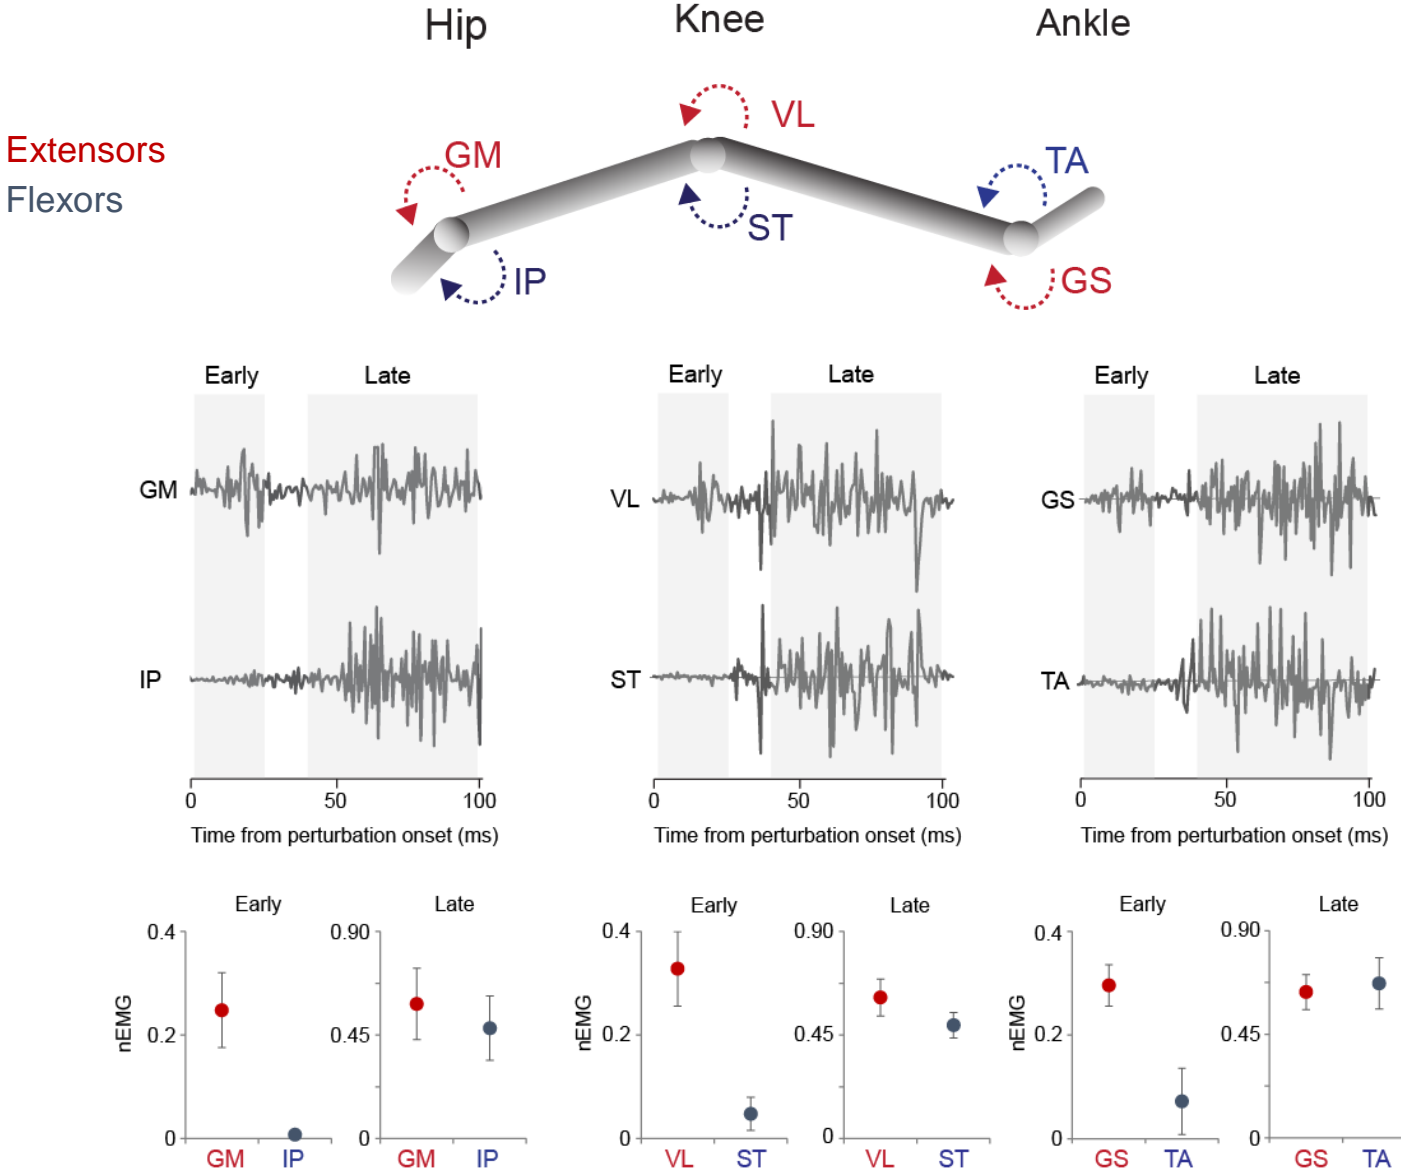 Hip Knee Ankle
VL
Extensors GM TA
Flexors
ST
IP GS
Early Late Early Late Early Late
GM VL GS
IP ST TA
0 50 100 0 50 100 0 50 100
Time from perturbation onset (ms) Time from perturbation onset (ms) Time from perturbation onset (ms)
Early Late Early Late Early Late
0.4 0.90 0.4 0.90 0.4 0.90
nEMG nEMG nEMG
0.2 0.45 0.2 0.45 0.2 0.45
0 0 0 0 0 0
GM IP GM IP VL ST VL ST GS TA GS TA